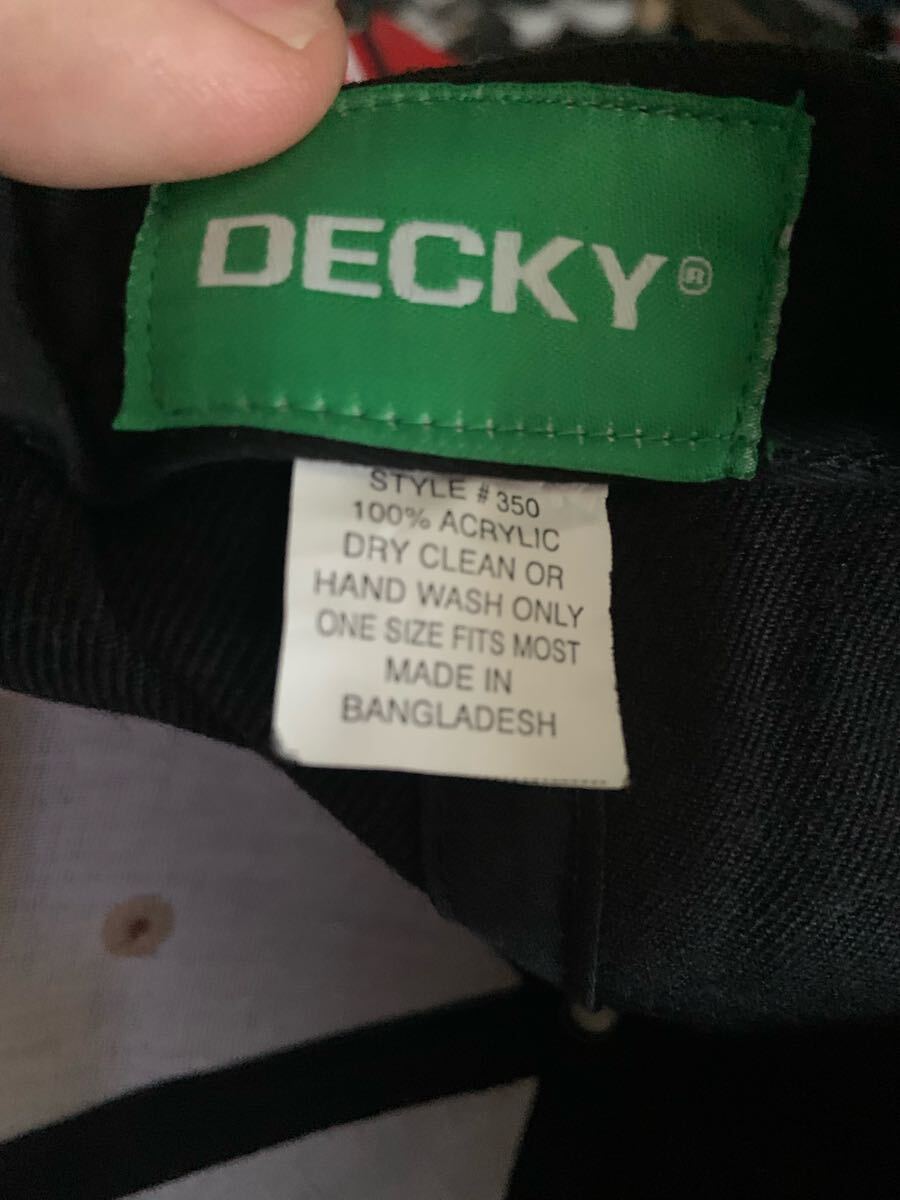 DECKY®
STYLE #350
100% ACRYLIC
DRY CLEAN OR
HAND WASH ONLY
ONE SIZE FITS MOST
MADE IN
BANGLADESH